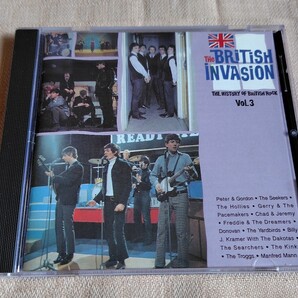 The
BRITISH
INVASION
THE HISTORY OF BRITISH ROCK
Vol. 3
READY
Peter & Gordon • The Seekers •
The Hollies • Gerry & The
Pacemakers • Chad & Jeremy
• Freddie & The Dreamers •
Donovan • The Yardbirds • Billy
J. Kramer With The Dakotas •
The Searchers • The Kinks
• The Troggs • Manfred Mann